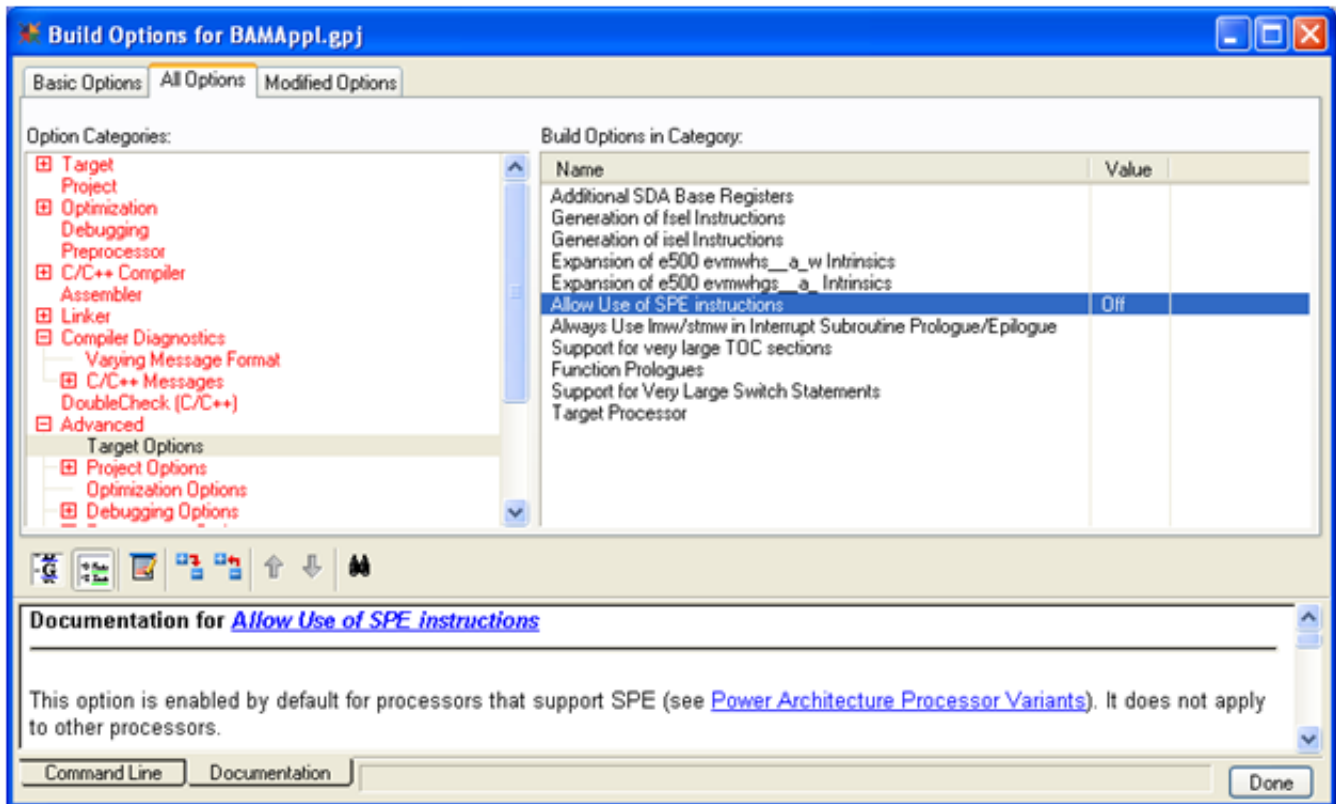 Build Options for BAMAppl.gpj
Basic Options All Options Modified Options
Option Categories:
Target
Project
Optimization
Debugging
Preprocessor
C/C++ Compiler
Assembler
Linker
Compiler Diagnostics
Varying Message Format
C/C++ Messages
DoubleCheck (C/C++)
Advanced
Target Options
Project Options
Optimization Options
Debugging Options
Build Options in Category:
Name Value
Additional SDA Base Registers
Generation of fsel Instructions
Generation of isel Instructions
Expansion of e500 evmwhs__a_w Intrinsics
Expansion of e500 evmwhgs__a_ Intrinsics
Allow Use of SPE instructions Off
Always Use lmw/stmw in Interrupt Subroutine Prologue/Epilogue
Support for very large TOC sections
Function Prologues
Support for Very Large Switch Statements
Target Processor
Documentation for Allow Use of SPE instructions
This option is enabled by default for processors that support SPE (see Power Architecture Processor Variants). It does not apply
to other processors.
Command Line Documentation
Done